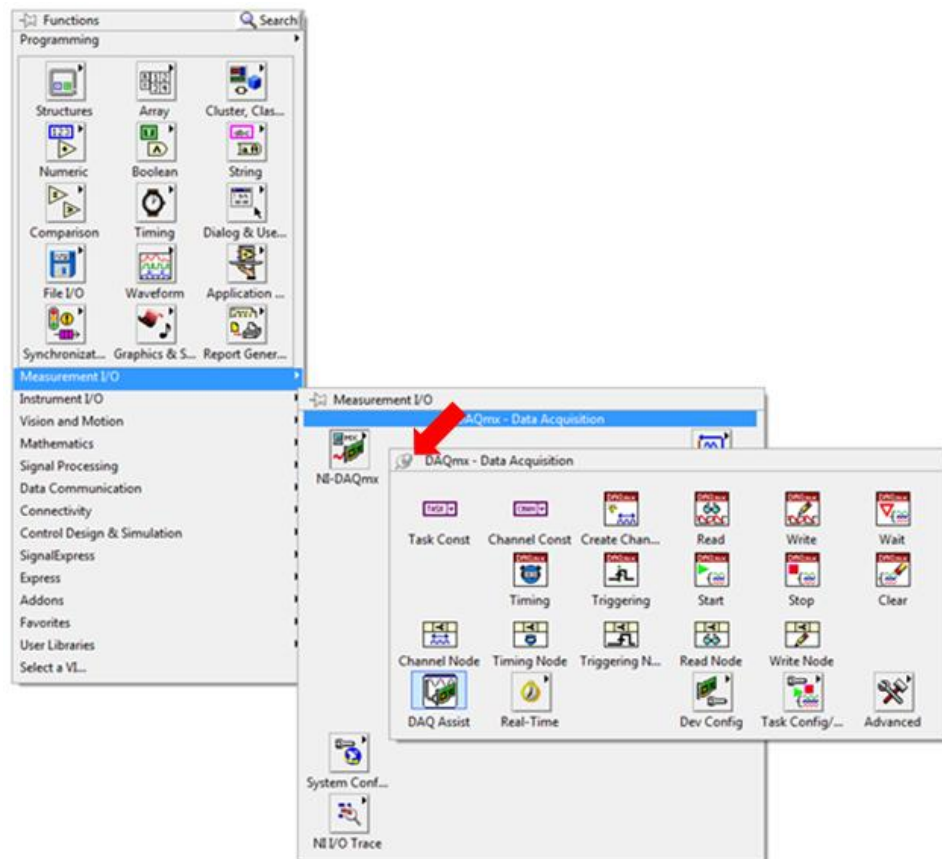 Functions Search
Programming
Structures Array Cluster, Clas...
Numeric Boolean String
Comparison Timing Dialog & Use...
File I/O Waveform Application ...
Synchronizat... Graphics & S... Report Gener...
Measurement I/O
Instrument I/O
Vision and Motion
Mathematics
Signal Processing
Data Communication
Connectivity
Control Design & Simulation
SignalExpress
Express
Addons
Favorites
User Libraries
Select a VI...
Measurement I/O
DAQmx - Data Acquisition
NI-DAQmx
DAQmx - Data Acquisition
Task Const Channel Const Create Chan... Read Write Wait
Timing Triggering Start Stop Clear
Channel Node Timing Node Triggering N... Read Node Write Node
DAQ Assist Real-Time Dev Config Task Config/... Advanced
System Conf...
NI I/O Trace